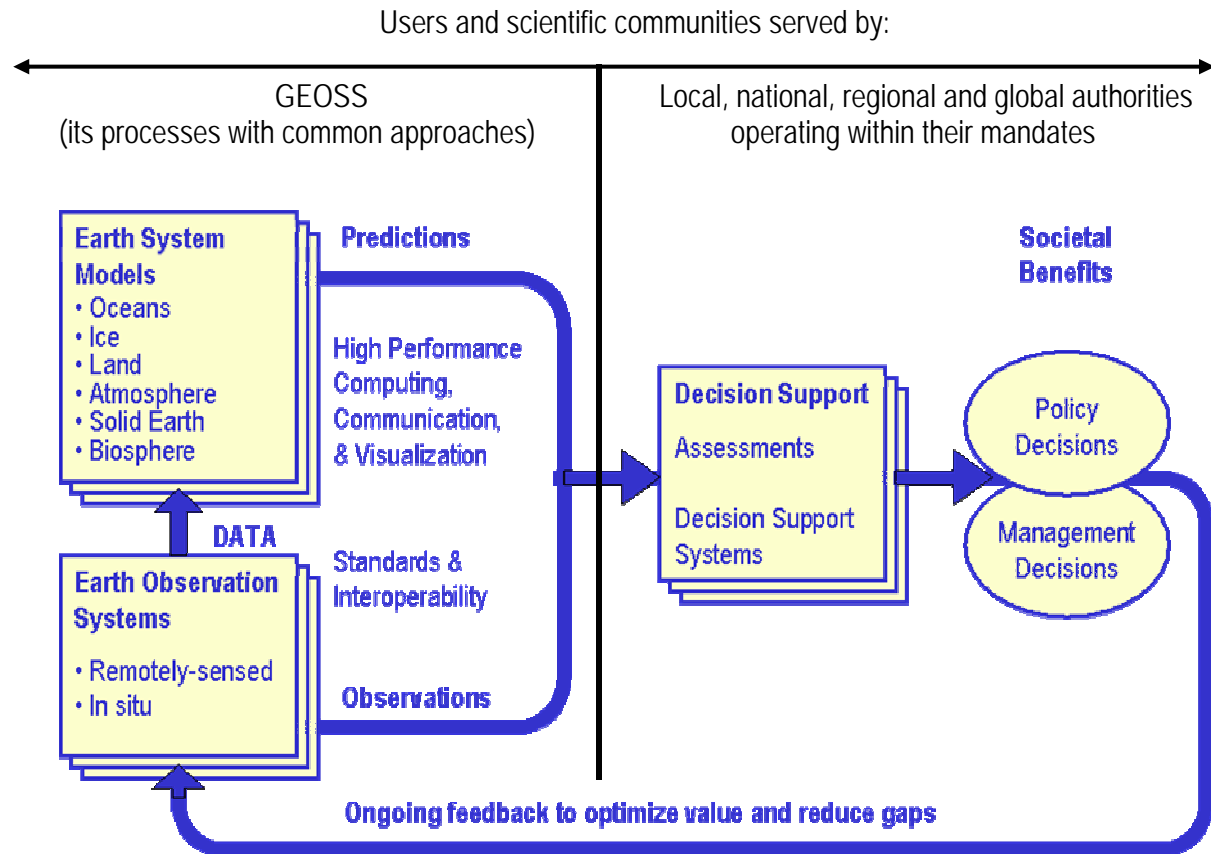 Users and scientific communities served by:
GEOSS
(its processes with common approaches)
Local, national, regional and global authorities
operating within their mandates
Earth System
Models
• Oceans
• Ice
• Land
• Atmosphere
• Solid Earth
• Biosphere
Predictions
High Performance
Computing,
Communication,
& Visualization
DATA
Earth Observation
Systems
• Remotely-sensed
• In situ
Standards &
Interoperability
Observations
Decision Support
Assessments
Decision Support
Systems
Societal
Benefits
Policy
Decisions
Management
Decisions
Ongoing feedback to optimize value and reduce gaps